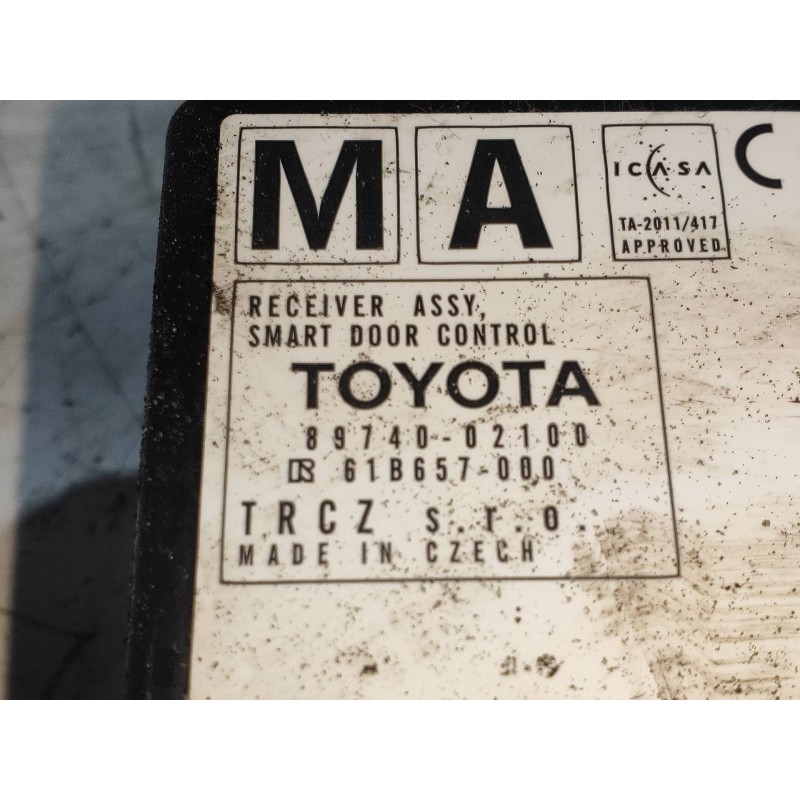 MA
ICASA
TA-2011/417
APPROVED
C
RECEIVER ASSY,
SMART DOOR CONTROL
TOYOTA
89740-02100
61B657-000
TRCZ s.r.o.
MADE IN CZECH